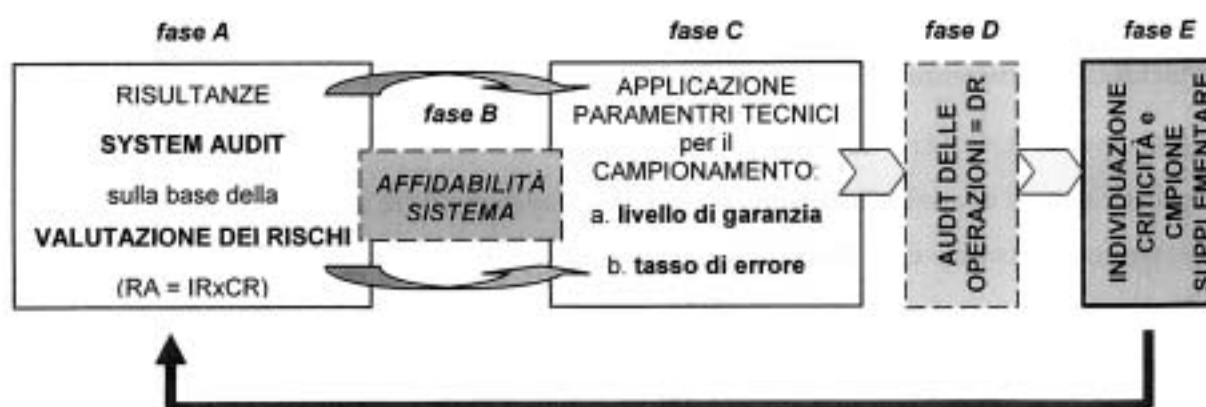 fase A
RISULTANZE
SYSTEM AUDIT
sulla base della
VALUTAZIONE DEI RISCHI
(RA = IRxCR)
fase B
AFFIDABILITÀ
SISTEMA
fase C
APPLICAZIONE
PARAMENTRI TECNICI
per il
CAMPIONAMENTO:
a. livello di garanzia
b. tasso di errore
fase D
AUDIT DELLE
OPERAZIONI = DR
fase E
INDIVIDUAZIONE
CRITICITÀ e
CMPIONE
SUPPLEMENTARE